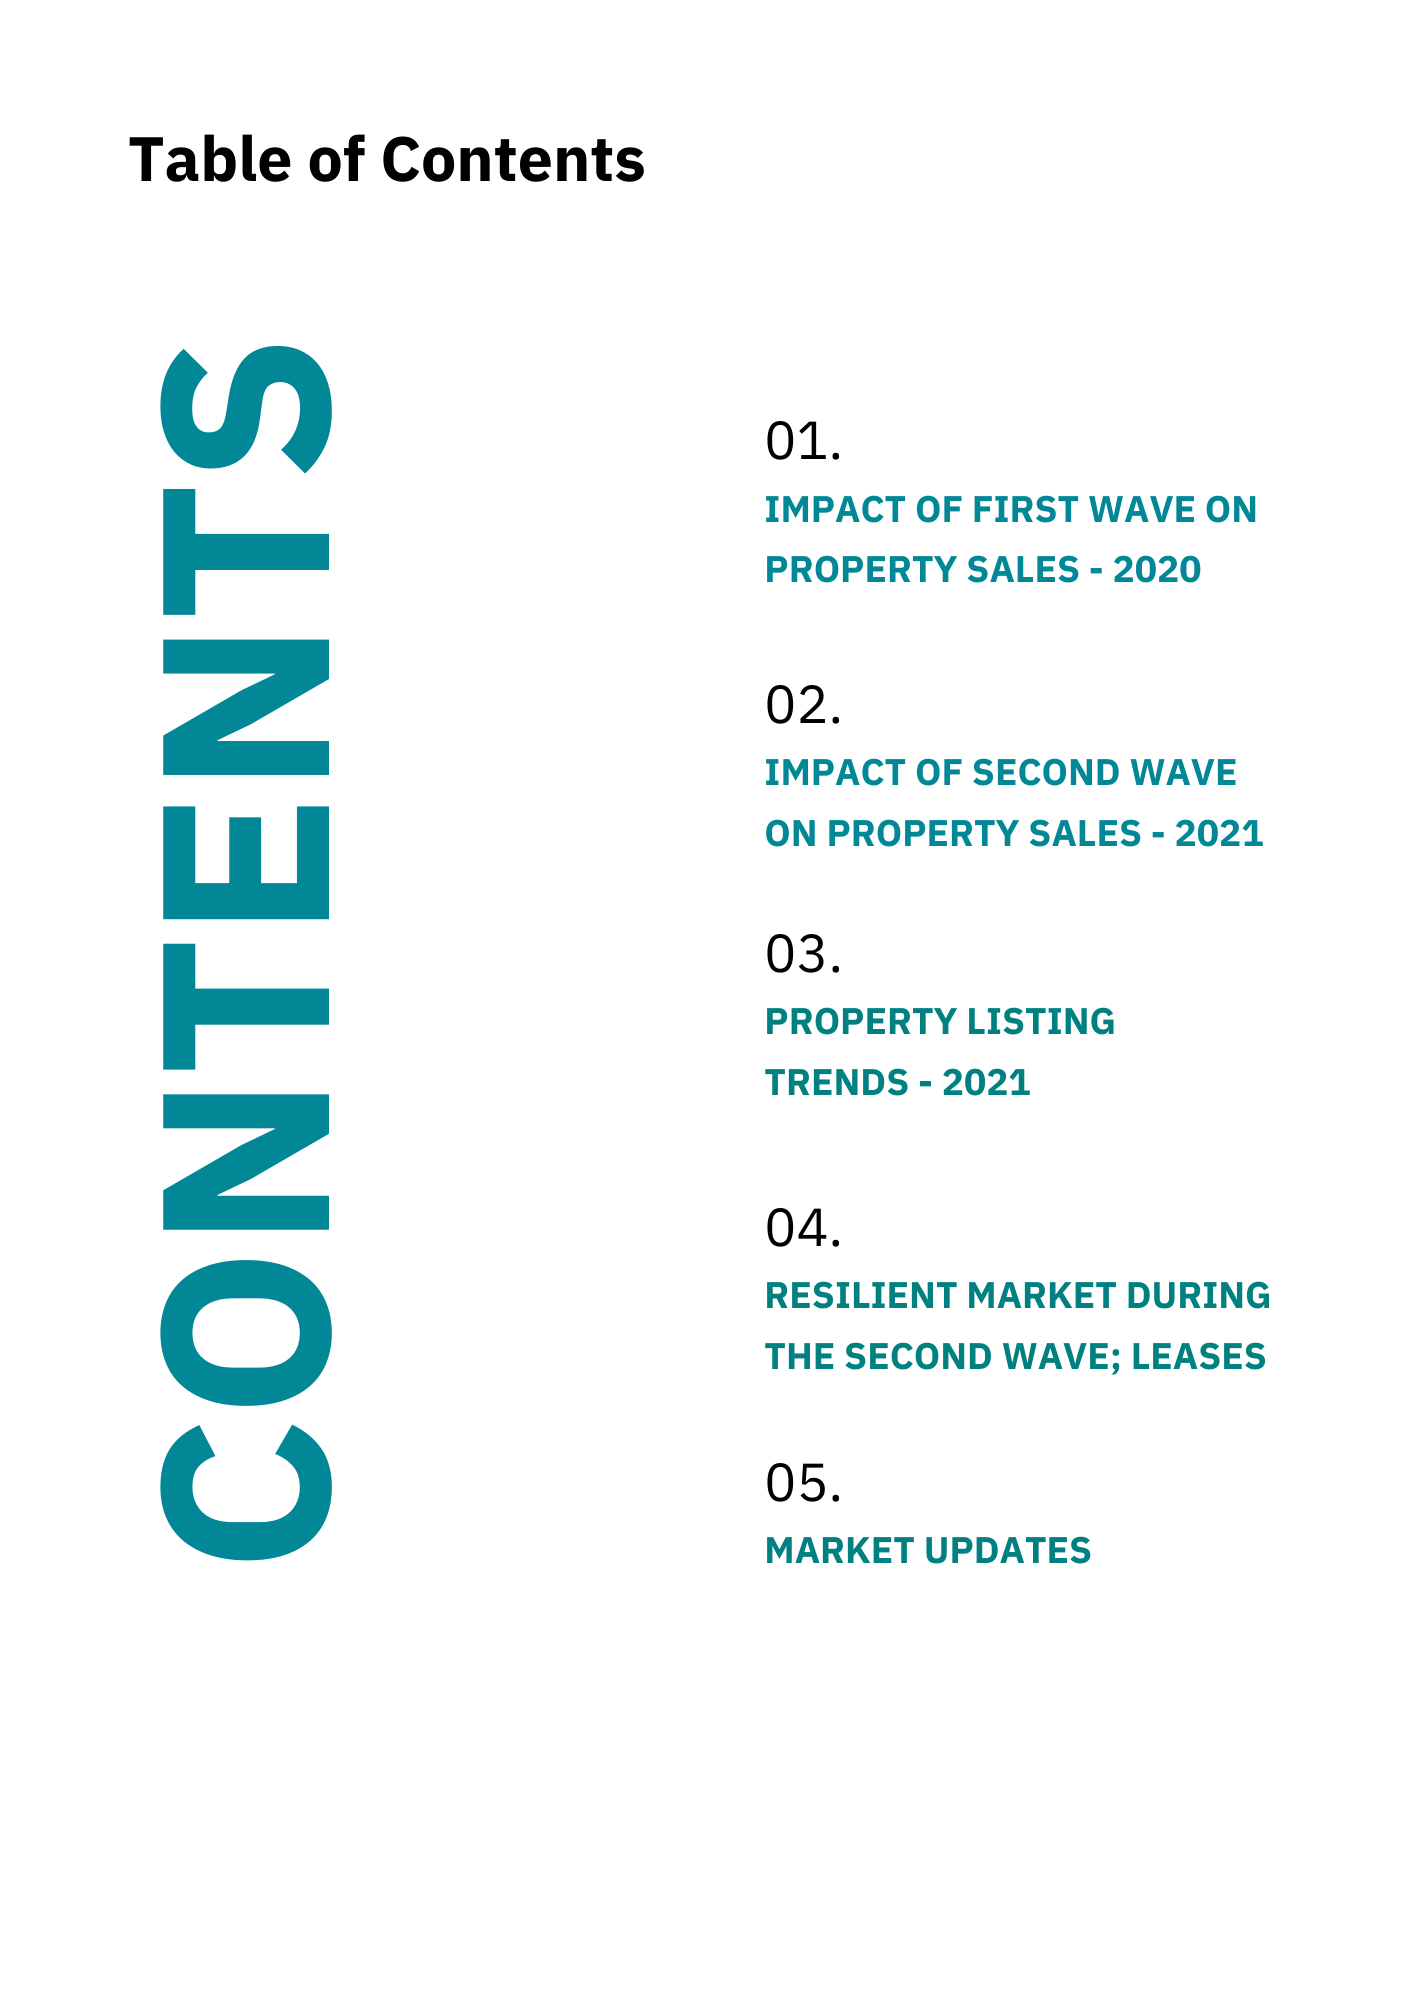 Table of Contents
CONTENTS
01.
IMPACT OF FIRST WAVE ON
PROPERTY SALES - 2020
02.
IMPACT OF SECOND WAVE
ON PROPERTY SALES - 2021
03.
PROPERTY LISTING
TRENDS - 2021
04.
RESILIENT MARKET DURING
THE SECOND WAVE; LEASES
05.
MARKET UPDATES